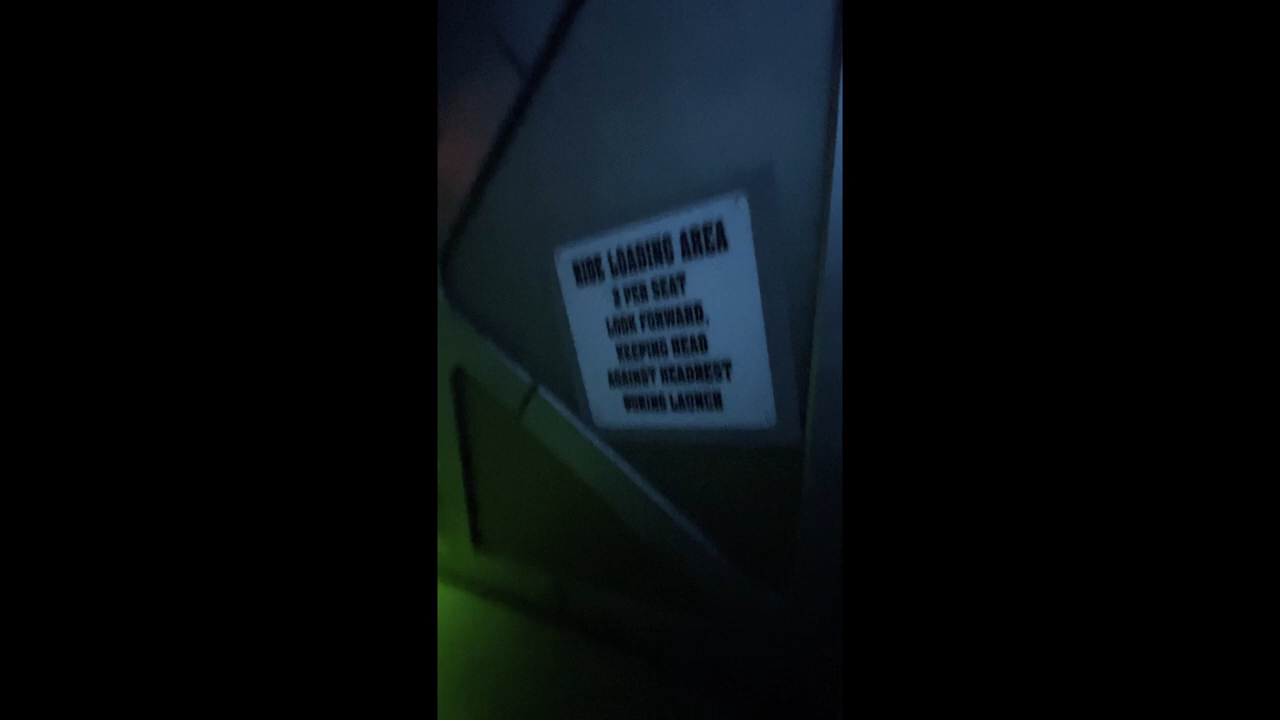 RIDE LOADING AREA
2 PER SEAT
LOOK FORWARD,
KEEPING HEAD
AGAINST HEADREST
DURING LAUNCH